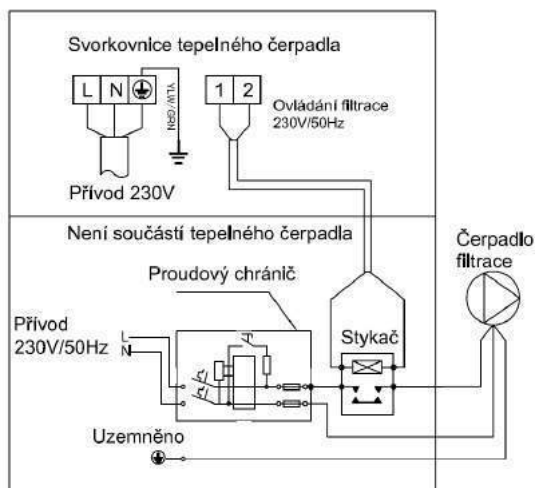 Svorkovnice tepelného čerpadla
L N
YLW/GRN
1 2
Ovládání filtrace
230V/50Hz
Přívod 230V
Není součástí tepelného čerpadla
Čerpadlo
filtrace
Proudový chránič
Přívod
230V/50Hz
L
N
Stykač
Uzemněno